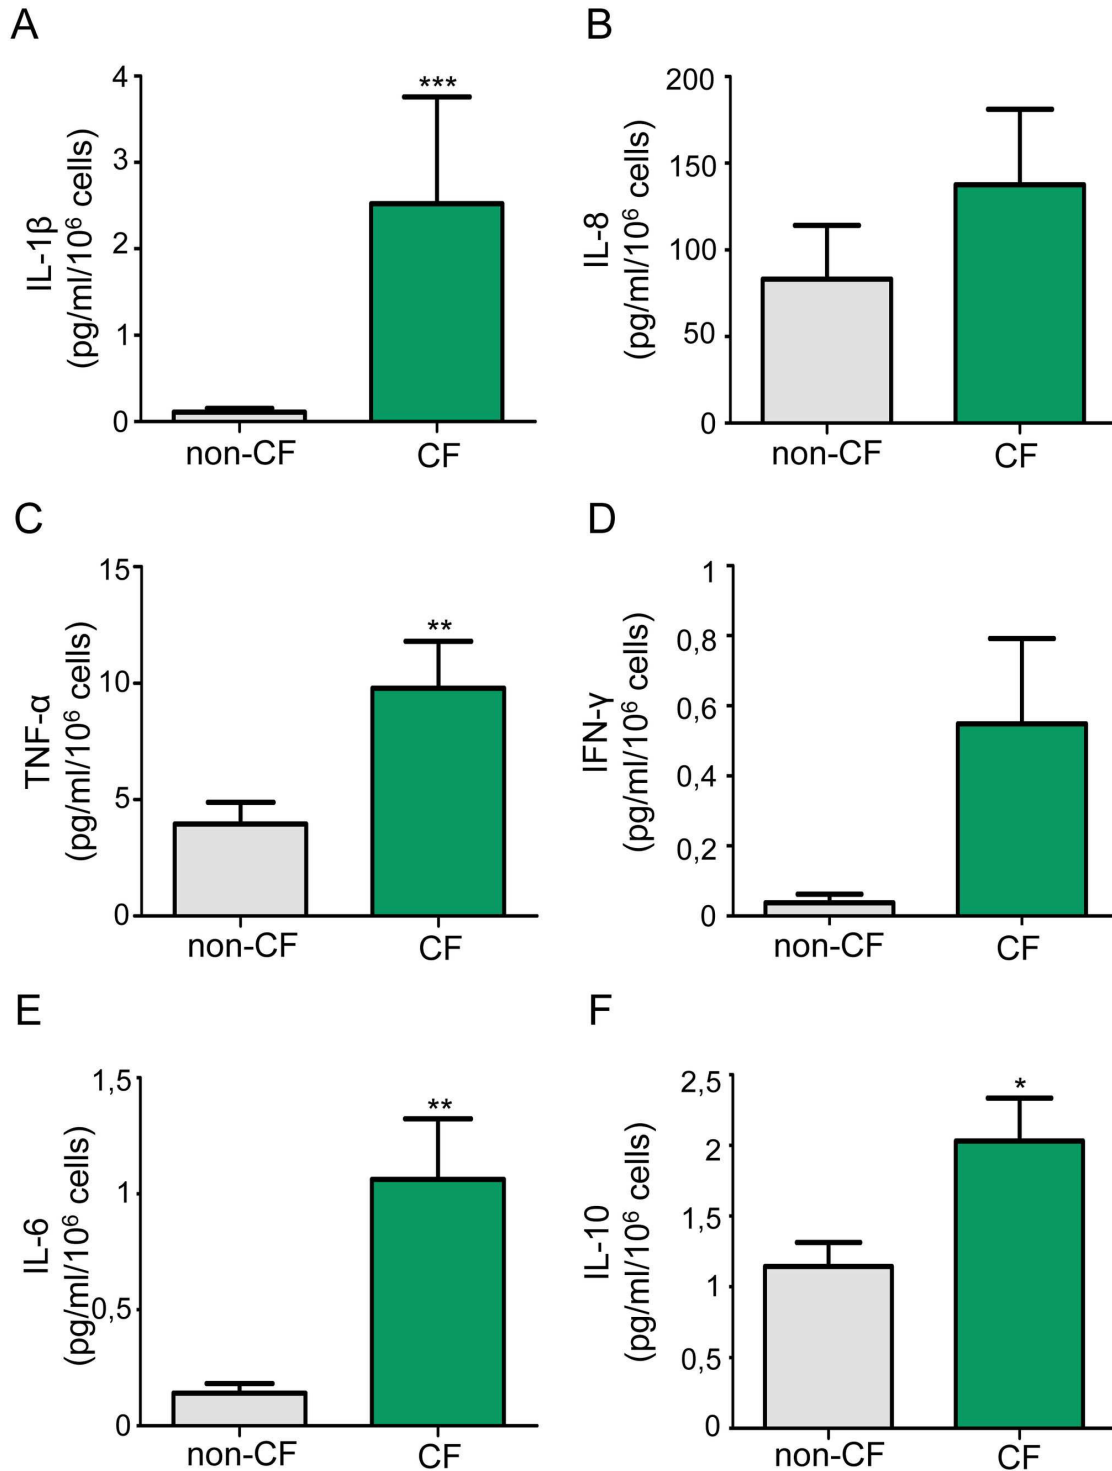 A
IL-1β
(pg/ml/10⁶ cells)
4
3
2
1
0
***
non-CF
CF
B
IL-8
(pg/ml/10⁶ cells)
200
150
100
50
0
non-CF
CF
C
TNF-α
(pg/ml/10⁶ cells)
15
10
5
0
**
non-CF
CF
D
IFN-γ
(pg/ml/10⁶ cells)
1
0,8
0,6
0,4
0,2
0
non-CF
CF
E
IL-6
(pg/ml/10⁶ cells)
1,5
1
0,5
0
**
non-CF
CF
F
IL-10
(pg/ml/10⁶ cells)
2,5
2
1,5
1
0,5
0
*
non-CF
CF